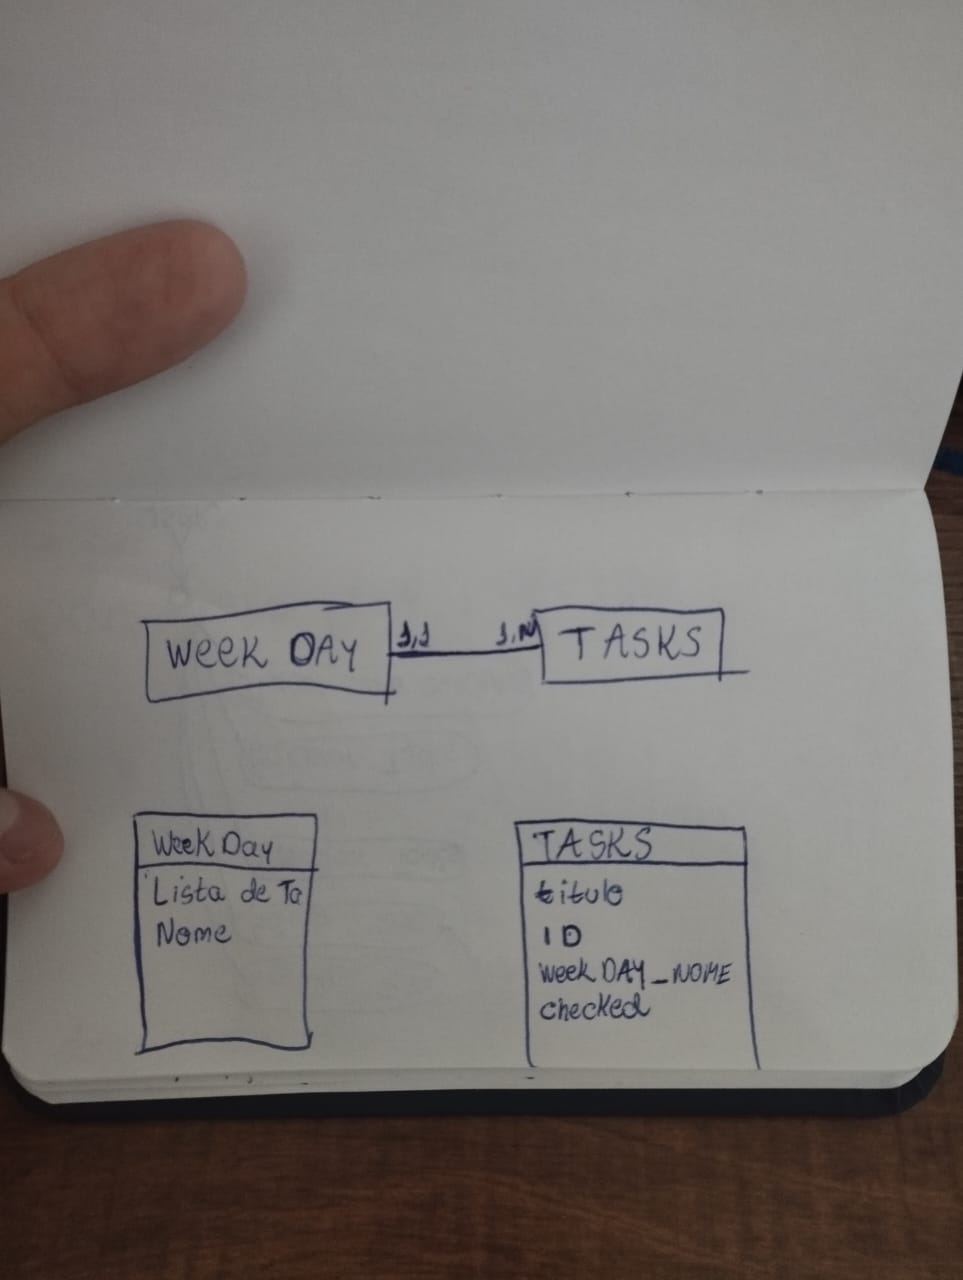 Week DAY
1,1
1,N
TASKS
Week Day
Lista de Ta
Nome
TASKS
titulo
ID
week DAY_NOME
checked